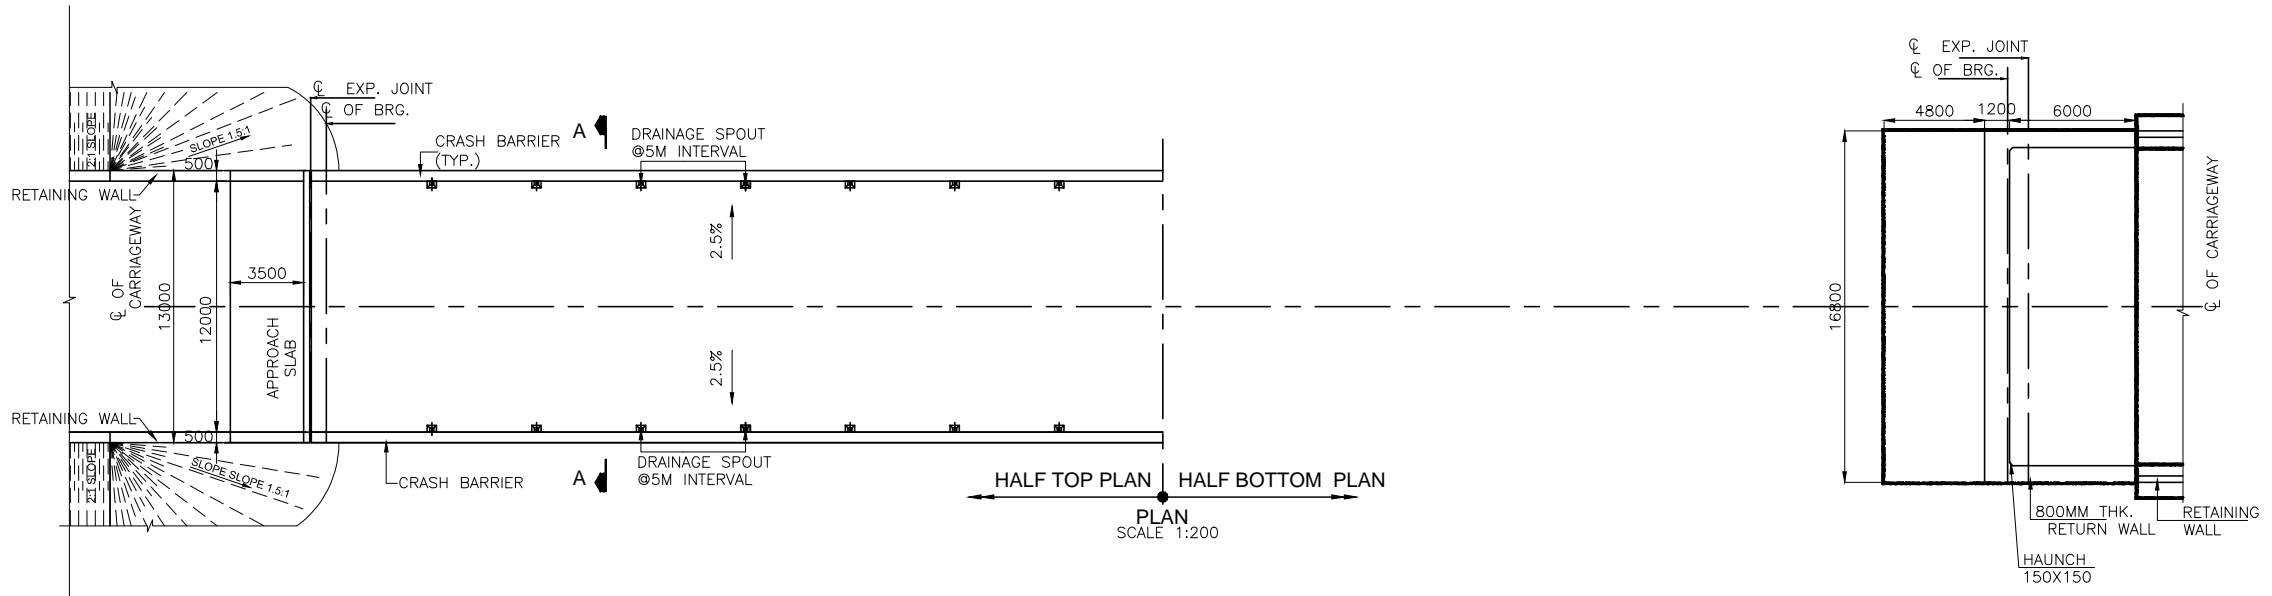 ℄ EXP. JOINT
℄ OF BRG.
2:1 SLOPE
SLOPE 1.5:1
500
RETAINING WALL
CRASH BARRIER
(TYP.)
A
DRAINAGE SPOUT
@5M INTERVAL
℄ OF
CARRIAGEWAY
13000
12000
3500
APPROACH
SLAB
2.5%
2.5%
RETAINING WALL
500
2:1 SLOPE
SLOPE SLOPE 1.5:1
CRASH BARRIER
A
DRAINAGE SPOUT
@5M INTERVAL
HALF TOP PLAN
HALF BOTTOM PLAN
PLAN
SCALE 1:200
℄ EXP. JOINT
℄ OF BRG.
4800
1200
6000
16800
℄ OF CARRIAGEWAY
800MM THK.
RETURN WALL
RETAINING
WALL
HAUNCH
150X150